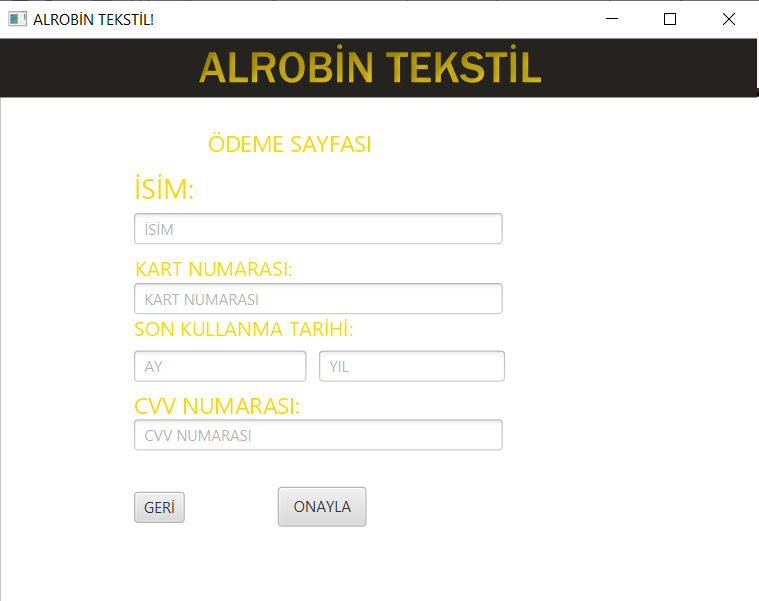 ALROBİN TEKSTİL!
ALROBİN TEKSTİL
ÖDEME SAYFASI
İSİM:
İSİM
KART NUMARASI:
KART NUMARASI
SON KULLANMA TARİHİ:
AY YIL
CVV NUMARASI:
CVV NUMARASI
GERİ ONAYLA